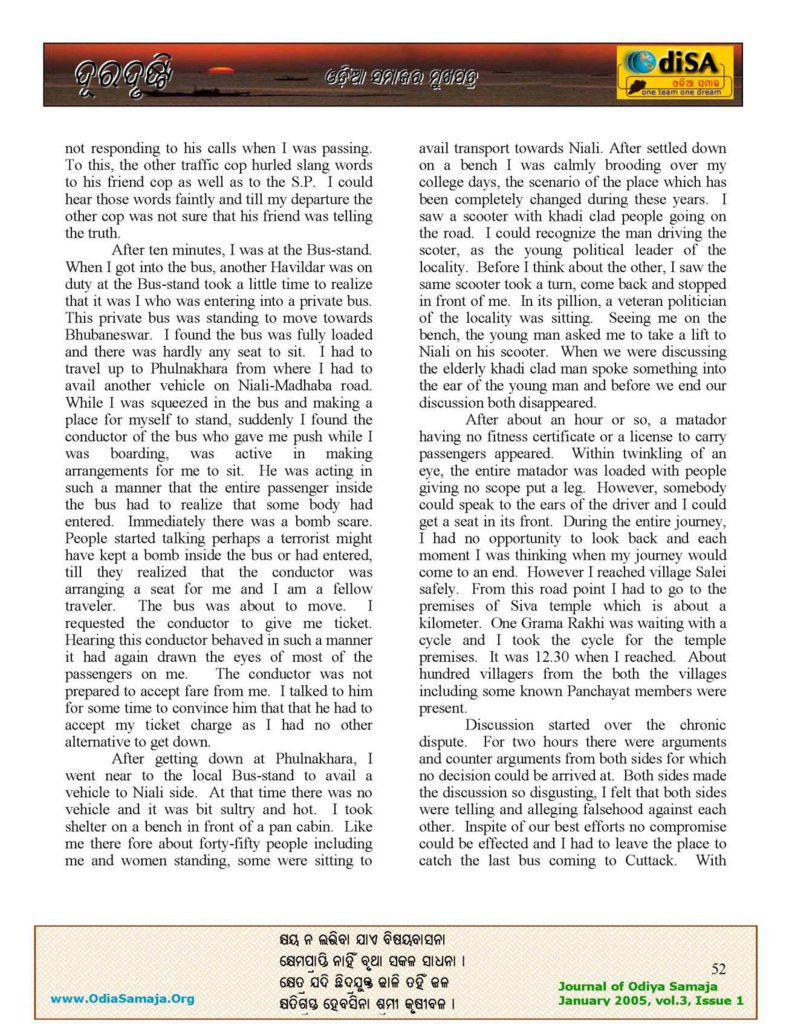 ଦୂରଦୃଷ୍ଟି
ଓଡ଼ିଆ ସମାଜର ମୁଖପତ୍ର
OdiSA
ଓଡ଼ିଆ ସମାଜ
one team one dream
not responding to his calls when I was passing.
To this, the other traffic cop hurled slang words
to his friend cop as well as to the S.P. I could
hear those words faintly and till my departure the
other cop was not sure that his friend was telling
the truth.
After ten minutes, I was at the Bus-stand.
When I got into the bus, another Havildar was on
duty at the Bus-stand took a little time to realize
that it was I who was entering into a private bus.
This private bus was standing to move towards
Bhubaneswar. I found the bus was fully loaded
and there was hardly any seat to sit. I had to
travel up to Phulnakhara from where I had to
avail another vehicle on Niali-Madhaba road.
While I was squeezed in the bus and making a
place for myself to stand, suddenly I found the
conductor of the bus who gave me push while I
was boarding, was active in making
arrangements for me to sit. He was acting in
such a manner that the entire passenger inside
the bus had to realize that some body had
entered. Immediately there was a bomb scare.
People started talking perhaps a terrorist might
have kept a bomb inside the bus or had entered,
till they realized that the conductor was
arranging a seat for me and I am a fellow
traveler. The bus was about to move. I
requested the conductor to give me ticket.
Hearing this conductor behaved in such a manner
it had again drawn the eyes of most of the
passengers on me. The conductor was not
prepared to accept fare from me. I talked to him
for some time to convince him that that he had to
accept my ticket charge as I had no other
alternative to get down.
After getting down at Phulnakhara, I
went near to the local Bus-stand to avail a
vehicle to Niali side. At that time there was no
vehicle and it was bit sultry and hot. I took
shelter on a bench in front of a pan cabin. Like
me there fore about forty-fifty people including
me and women standing, some were sitting to
avail transport towards Niali. After settled down
on a bench I was calmly brooding over my
college days, the scenario of the place which has
been completely changed during these years. I
saw a scooter with khadi clad people going on
the road. I could recognize the man driving the
scoter, as the young political leader of the
locality. Before I think about the other, I saw the
same scooter took a turn, come back and stopped
in front of me. In its pillion, a veteran politician
of the locality was sitting. Seeing me on the
bench, the young man asked me to take a lift to
Niali on his scooter. When we were discussing
the elderly khadi clad man spoke something into
the ear of the young man and before we end our
discussion both disappeared.
After about an hour or so, a matador
having no fitness certificate or a license to carry
passengers appeared. Within twinkling of an
eye, the entire matador was loaded with people
giving no scope put a leg. However, somebody
could speak to the ears of the driver and I could
get a seat in its front. During the entire journey,
I had no opportunity to look back and each
moment I was thinking when my journey would
come to an end. However I reached village Salei
safely. From this road point I had to go to the
premises of Siva temple which is about a
kilometer. One Grama Rakhi was waiting with a
cycle and I took the cycle for the temple
premises. It was 12.30 when I reached. About
hundred villagers from the both the villages
including some known Panchayat members were
present.
Discussion started over the chronic
dispute. For two hours there were arguments
and counter arguments from both sides for which
no decision could be arrived at. Both sides made
the discussion so disgusting, I felt that both sides
were telling and alleging falsehood against each
other. Inspite of our best efforts no compromise
could be effected and I had to leave the place to
catch the last bus coming to Cuttack. With
କ୍ଷୟ ନ ଲଭିବା ଯାଏ ବିଷୟବାସନା
କ୍ଷେମପ୍ରାପ୍ତି ନାହିଁ ବୃଥା ସକଳ ସାଧନା ।
କ୍ଷେତ୍ର ଯଦି ଛିଦ୍ରଯୁକ୍ତ ଢାଳି ତହିଁ ଜଳ
କ୍ଷତିଗ୍ରସ୍ତ ହେବସିନା ଶ୍ରମୀ କୃଷୀବଳ ।
www.OdiaSamaja.Org
52
Journal of Odiya Samaja
January 2005, vol.3, Issue 1